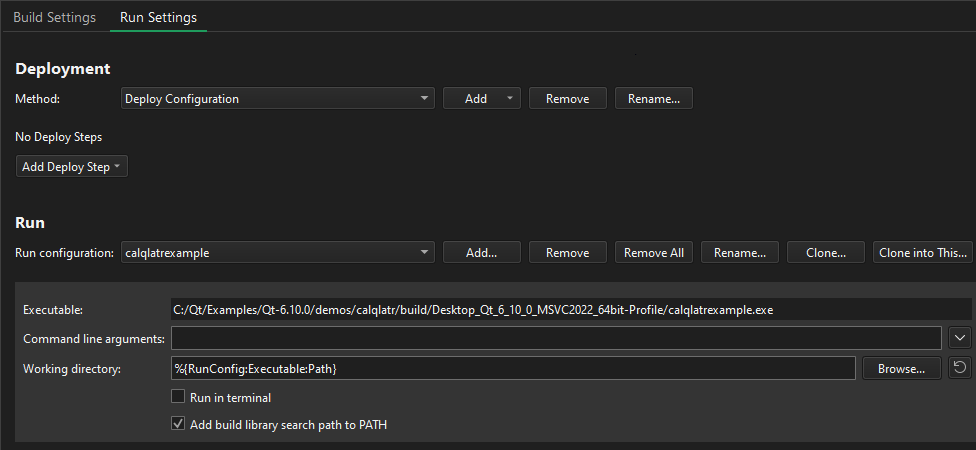 Build Settings Run Settings
Deployment
Method: Deploy Configuration Add Remove Rename...
No Deploy Steps
Add Deploy Step
Run
Run configuration: calqlatrexample Add... Remove Remove All Rename... Clone... Clone into This...
Executable: C:/Qt/Examples/Qt-6.10.0/demos/calqlatr/build/Desktop_Qt_6_10_0_MSVC2022_64bit-Profile/calqlatrexample.exe
Command line arguments:
Working directory: %{RunConfig:Executable:Path} Browse...
Run in terminal
Add build library search path to PATH